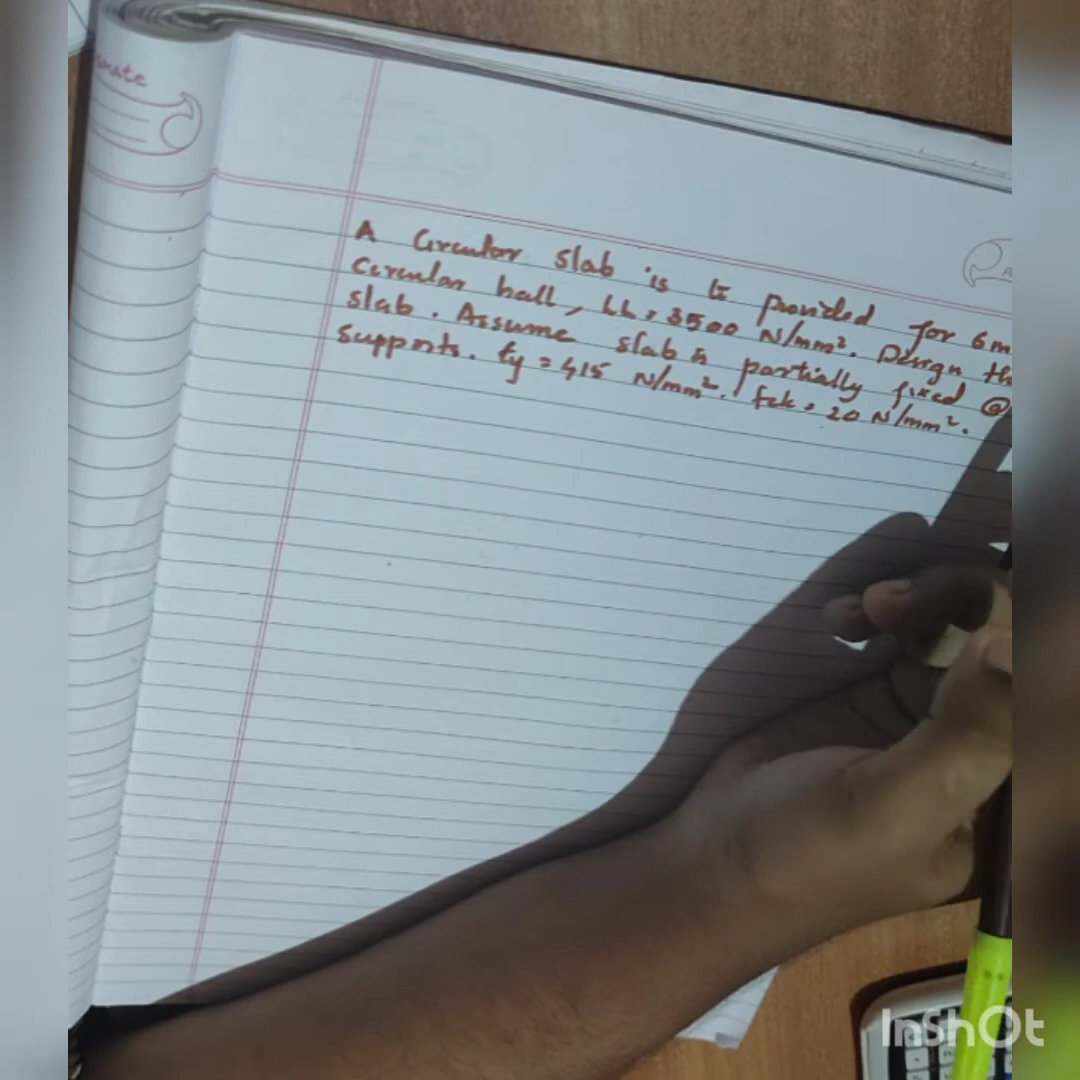 A Circular slab is to provided for 6m
Circular hall, LL = 3500 N/mm². Design the
slab. Assume slab is partially fixed @
supports. fy = 415 N/mm². fck = 20 N/mm².
InShOt